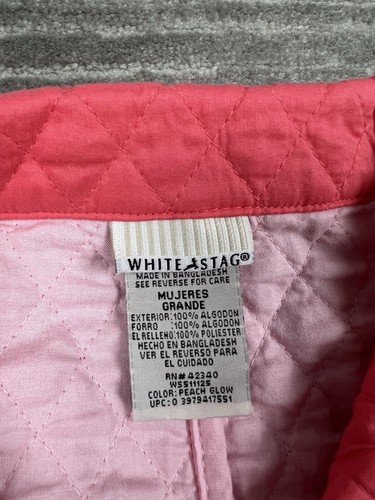 WHITE STAG®
MADE IN BANGLADESH
SEE REVERSE FOR CARE
MUJERES
GRANDE
EXTERIOR:100% ALGODON
FORRO :100% ALGODON
EL RELLENO:100% POLIESTER
HECHO EN BANGLADESH
VER EL REVERSO PARA
EL CUIDADO
RN# 42340
WS511125
COLOR: PEACH GLOW
UPC: 0 3979417551